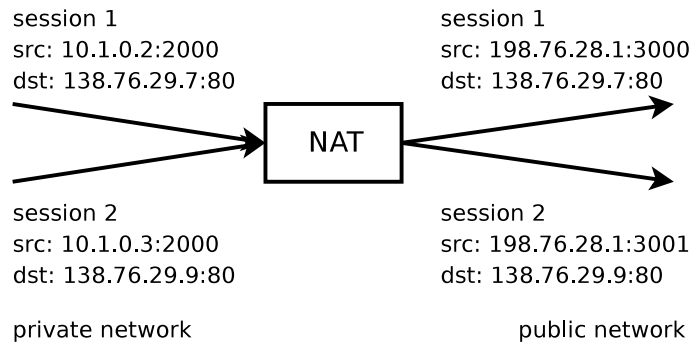 session 1
src: 10.1.0.2:2000
dst: 138.76.29.7:80
session 1
src: 198.76.28.1:3000
dst: 138.76.29.7:80
NAT
session 2
src: 10.1.0.3:2000
dst: 138.76.29.9:80
session 2
src: 198.76.28.1:3001
dst: 138.76.29.9:80
private network
public network